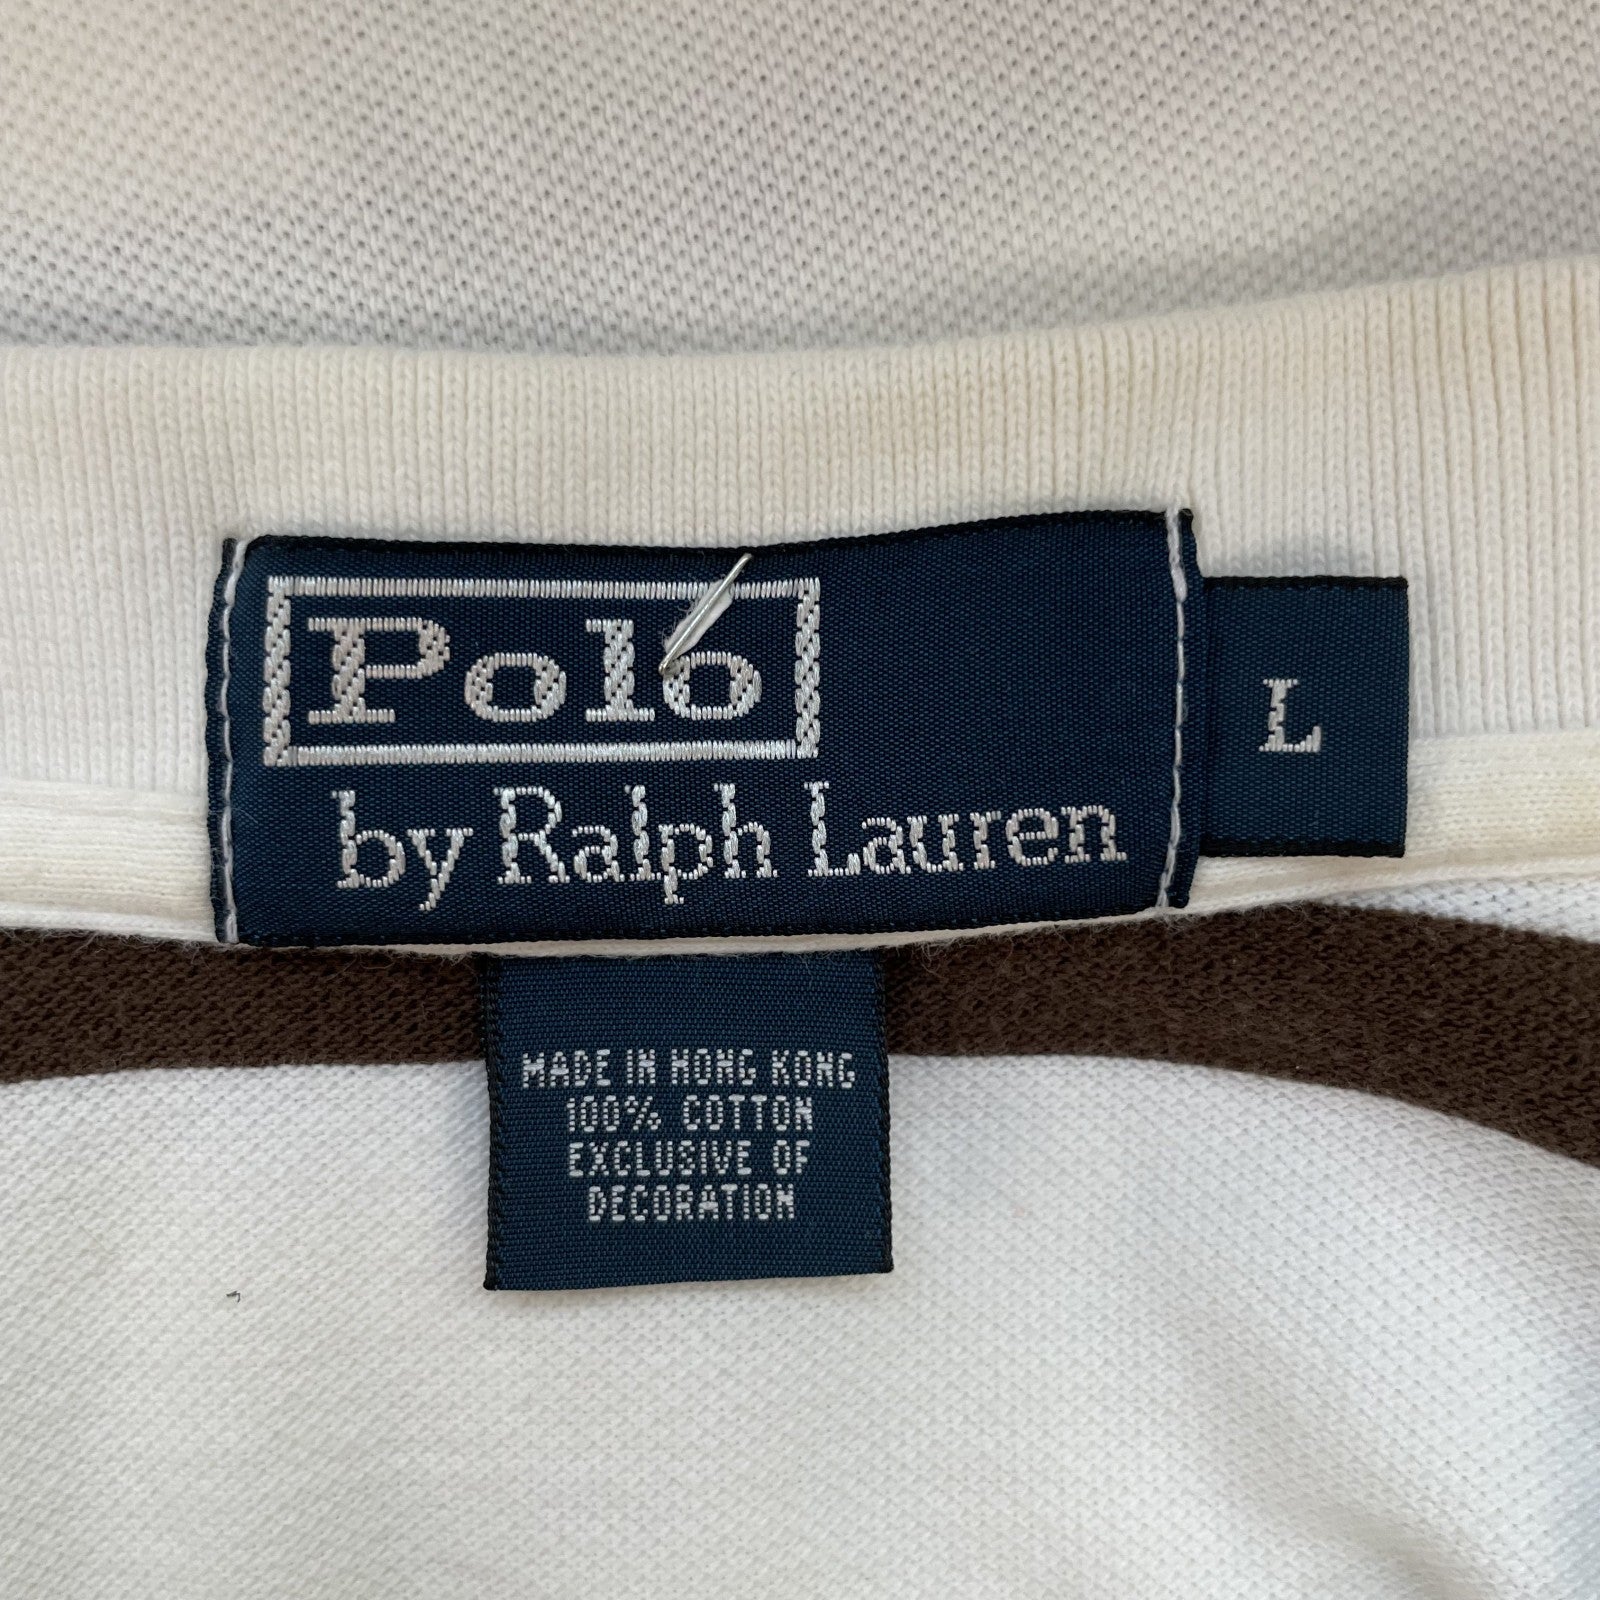 Polo
by Ralph Lauren
L
MADE IN HONG KONG
100% COTTON
EXCLUSIVE OF
DECORATION